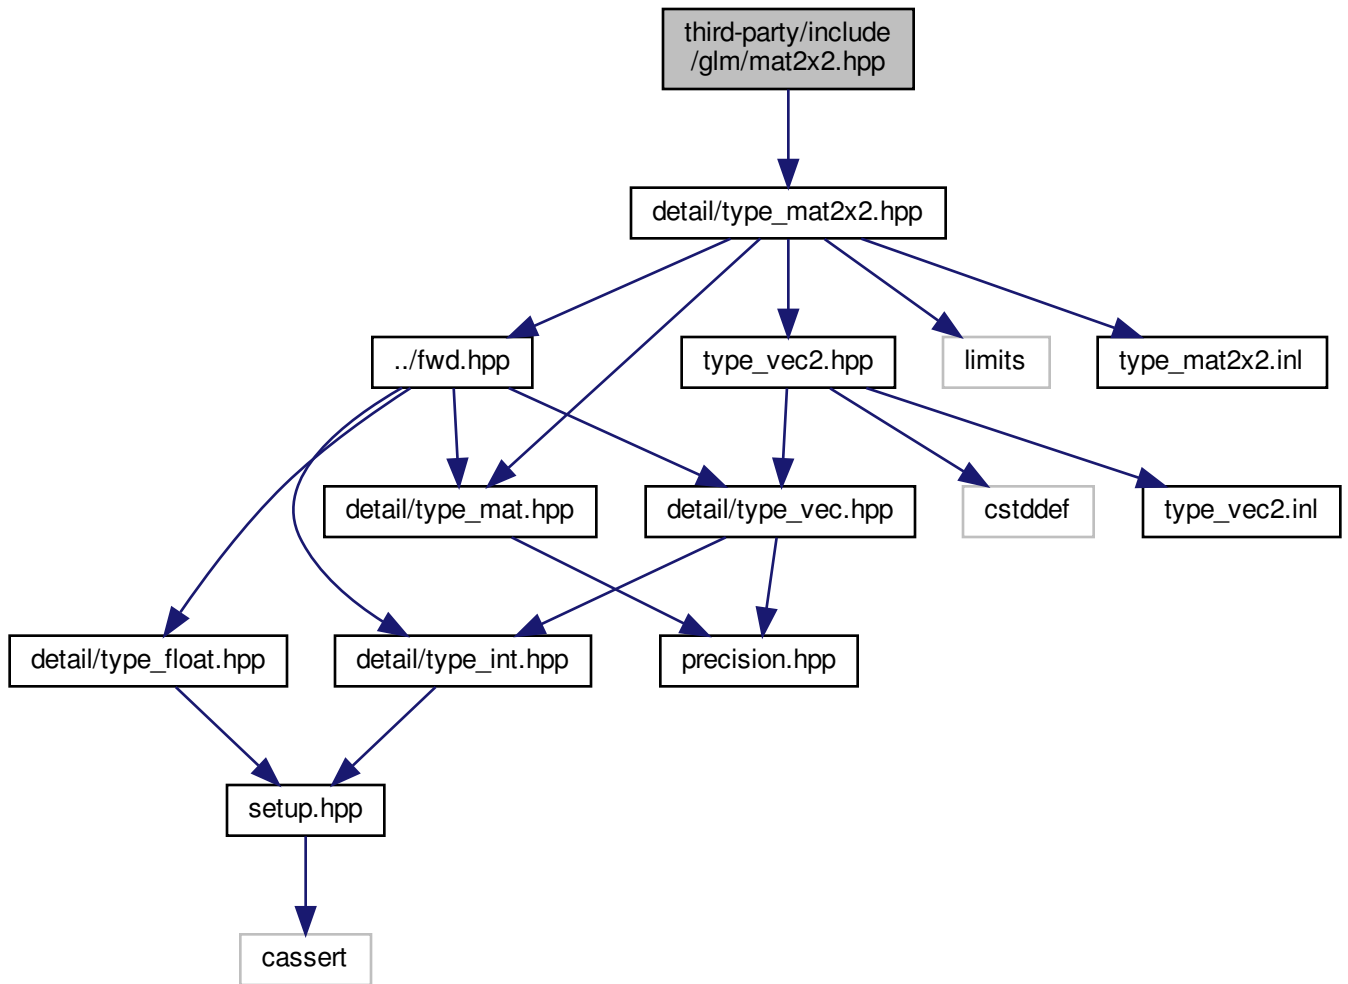 third-party/include
/glm/mat2x2.hpp
detail/type_mat2x2.hpp
../fwd.hpp
type_vec2.hpp
limits
type_mat2x2.inl
detail/type_mat.hpp
detail/type_vec.hpp
cstddef
type_vec2.inl
detail/type_float.hpp
detail/type_int.hpp
precision.hpp
setup.hpp
cassert